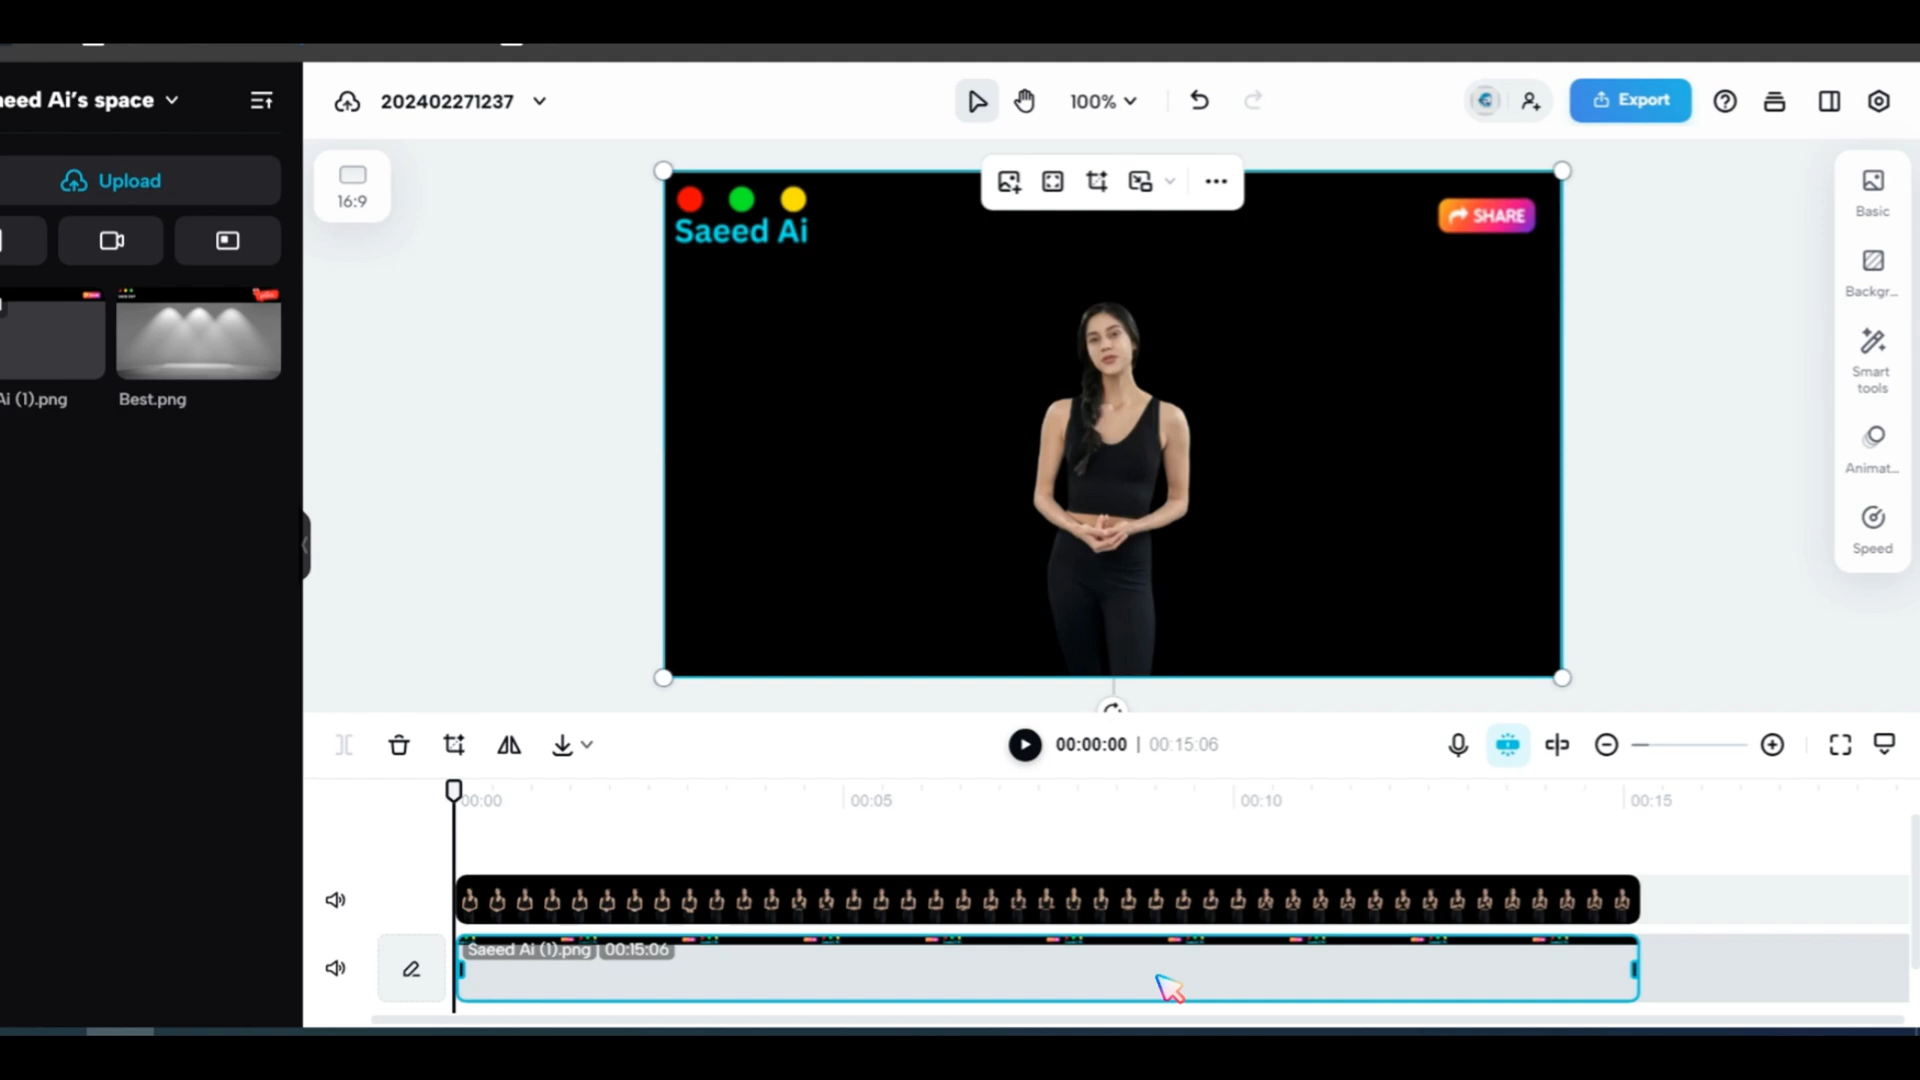 eed Ai's space
202402271237
100%
Export
Upload
16:9
Saeed Ai
SHARE
Basic
Backgr...
Smart
tools
Animat...
Speed
Ai (1).png
Best.png
00:00:00 | 00:15:06
00:00
00:05
00:10
00:15
Saeed Ai (1).png 00:15:06